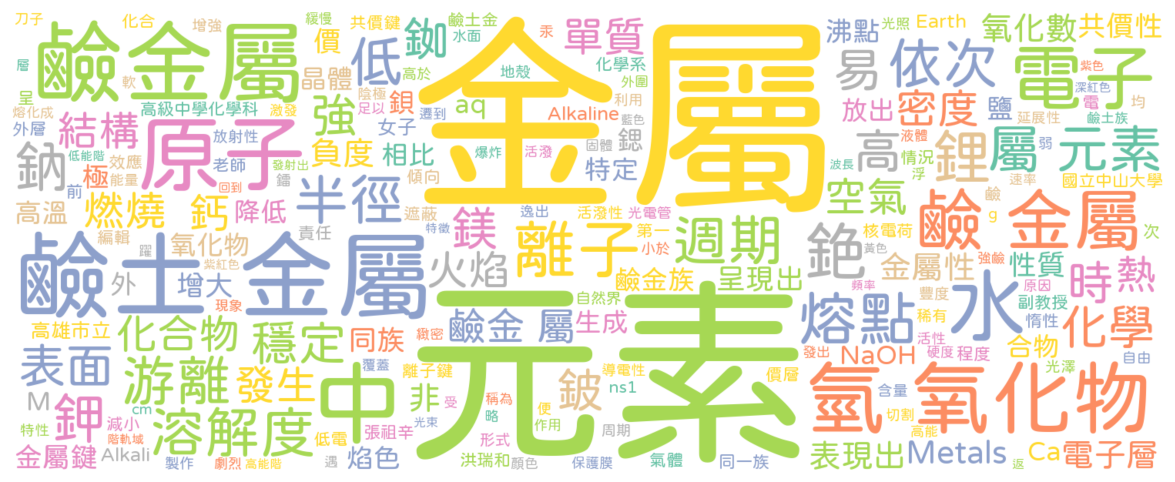 刀子
化合
增強
緩慢
共價鍵
鹼土金
水面
汞
沸點
光照
Earth
氧化數
共價性
鹼金屬
價
低
銣
單質
金屬
易
依次
電子
紫色
層
晶體
高於
地殼
化學系
外圍
深紅色
呈
高級中學化學科
激發
陰極
足以
鋇
遷到
aq
Alkaline
利用
藍色
放出
密度
鹽
電
均
熔化成
結構
原子
放射性
強
女子
固體
鍶
液體
延展性
鹼土族
外層
低能階
老師
負度
相比
爆炸
活潑
特定
高
情況
鋰
屬
弱
元素
鈉
極
效應
能量
發射出
鐳
回到
傾向
波長
浮
速率
國立中山大學
前
半徑
空氣
鹼
高溫
燃燒
鈣
降低
遮蔽
逸出
活潑性
光電管
第一
核電荷
g
鹼金屬
次
編輯
責任
特徵
鎂
離子
小於
週期
銫
黃色
強鹼
氧化物
躍
紫紅色
火焰
鹼金族
呈現出
金屬性
性質
時
熱
鹼土金屬
外
增大
現象
自然界
頻率
豐度
原因
副教授
高雄市立
化合物
穩定
同族
緻密
鹼金屬
生成
熔點
水
稀有
惰性
化學
表面
游離
發生
中
覆蓋
離子鍵
非
元素
導電性
ns1
鈹
價層
發出
NaOH
活性
硬度
程度
合物
自由
光澤
M
鉀
減小
cm
溶解度
光束
受
稱為
略
便
作用
氫氧化物
含量
切割
特性
階軌域
低電
張祖辛
形式
周期
高能
金屬鍵
Alkali
製作
劇烈
高能階
遇
焰色
洪瑞和
顏色
保護膜
氣體
同一族
表現出
Metals
Ca
返
電子層